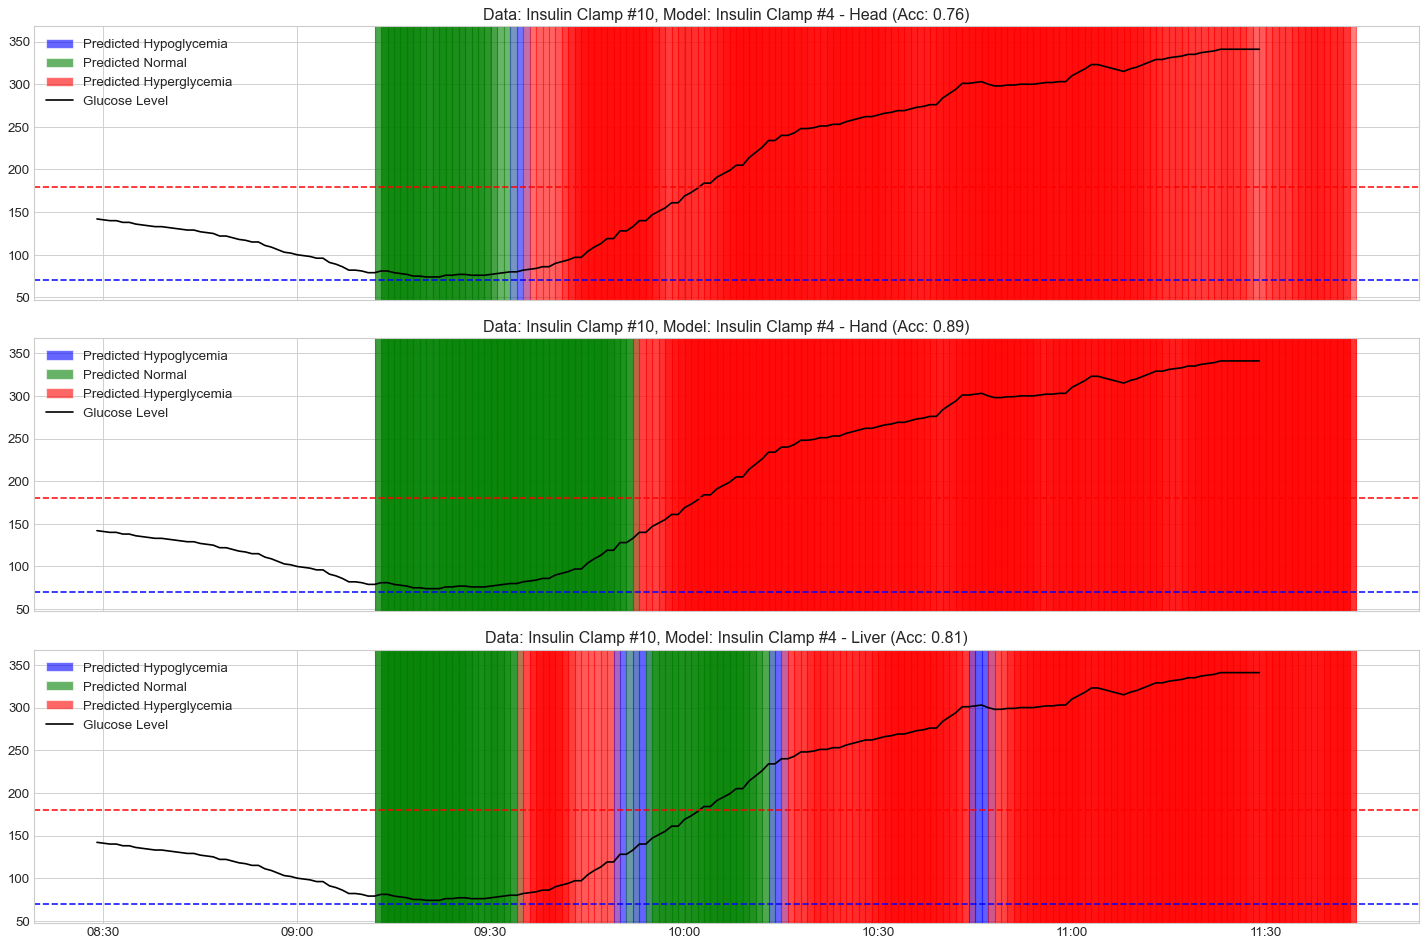 Data: Insulin Clamp #10, Model: Insulin Clamp #4 - Head (Acc: 0.76)
350
300
250
200
150
100
50
Predicted Hypoglycemia
Predicted Normal
Predicted Hyperglycemia
Glucose Level
Data: Insulin Clamp #10, Model: Insulin Clamp #4 - Hand (Acc: 0.89)
350
300
250
200
150
100
50
Predicted Hypoglycemia
Predicted Normal
Predicted Hyperglycemia
Glucose Level
Data: Insulin Clamp #10, Model: Insulin Clamp #4 - Liver (Acc: 0.81)
350
300
250
200
150
100
50
Predicted Hypoglycemia
Predicted Normal
Predicted Hyperglycemia
Glucose Level
08:30 09:00 09:30 10:00 10:30 11:00 11:30